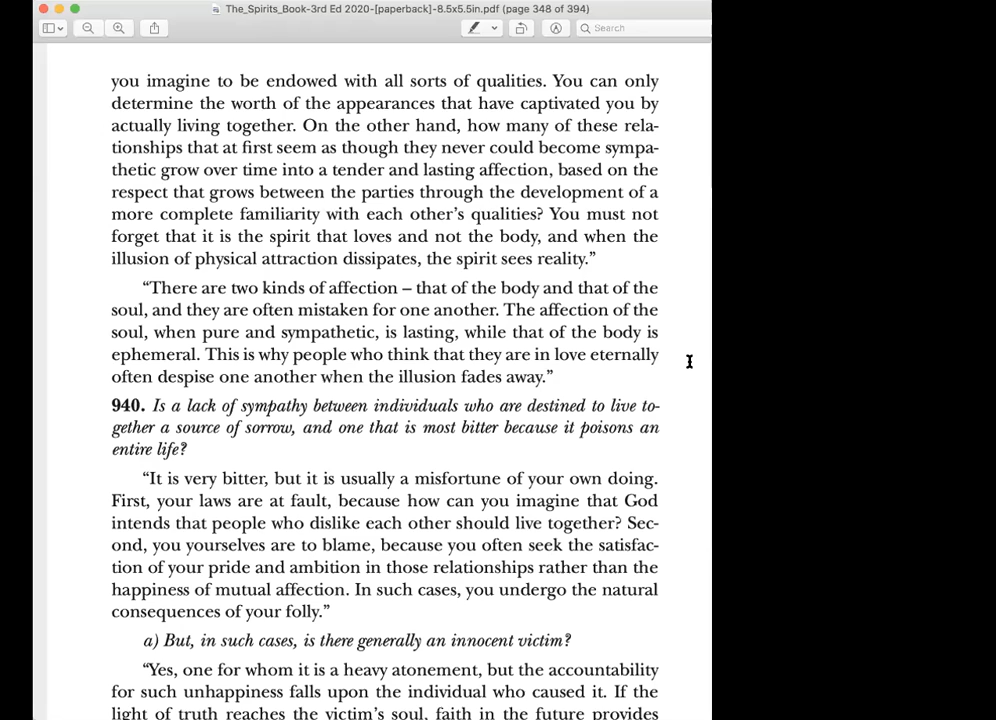 The_Spirits_Book-3rd Ed 2020-[paperback]-8.5x5.5in.pdf (page 348 of 394)
Search
you imagine to be endowed with all sorts of qualities. You can only
determine the worth of the appearances that have captivated you by
actually living together. On the other hand, how many of these rela-
tionships that at first seem as though they never could become sympa-
thetic grow over time into a tender and lasting affection, based on the
respect that grows between the parties through the development of a
more complete familiarity with each other’s qualities? You must not
forget that it is the spirit that loves and not the body, and when the
illusion of physical attraction dissipates, the spirit sees reality.”
“There are two kinds of affection – that of the body and that of the
soul, and they are often mistaken for one another. The affection of the
soul, when pure and sympathetic, is lasting, while that of the body is
ephemeral. This is why people who think that they are in love eternally
often despise one another when the illusion fades away.”
940. Is a lack of sympathy between individuals who are destined to live to-
gether a source of sorrow, and one that is most bitter because it poisons an
entire life?
“It is very bitter, but it is usually a misfortune of your own doing.
First, your laws are at fault, because how can you imagine that God
intends that people who dislike each other should live together? Sec-
ond, you yourselves are to blame, because you often seek the satisfac-
tion of your pride and ambition in those relationships rather than the
happiness of mutual affection. In such cases, you undergo the natural
consequences of your folly.”
a) But, in such cases, is there generally an innocent victim?
“Yes, one for whom it is a heavy atonement, but the accountability
for such unhappiness falls upon the individual who caused it. If the
light of truth reaches the victim’s soul, faith in the future provides